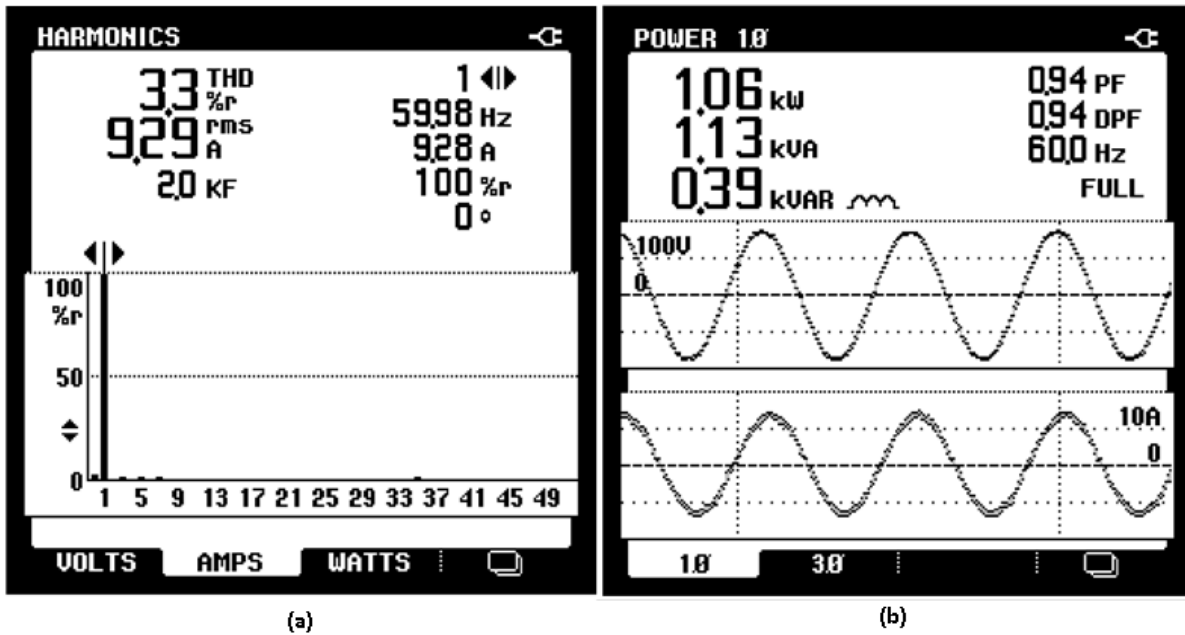 HARMONICS
3.3 THD %r
9.29 rms A
2.0 KF
1
59.98 Hz
9.28 A
100 %r
0 °
100
%r
50
0
1 5 9 13 17 21 25 29 33 37 41 45 49
VOLTS AMPS WATTS
(a)
POWER 1.Ø
1.06 kW
1.13 kVA
0.39 kVAR
0.94 PF
0.94 DPF
60.0 Hz
FULL
100V
0
10A
0
1.Ø 3.Ø
(b)